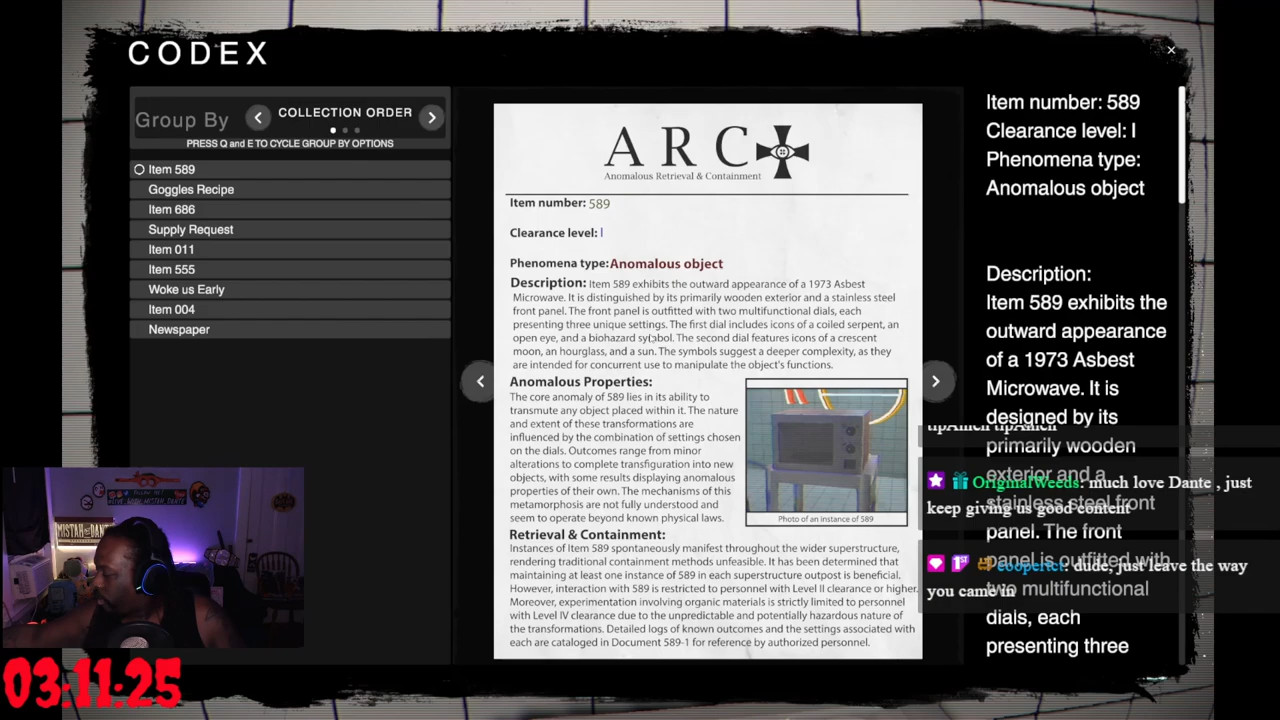 CODEX
×
Group By
COLLECTION ORDER
PRESS Q and E TO CYCLE GROUP BY OPTIONS
Item 589
Goggles Recipe
Item 686
Supply Request
Item 011
Item 555
Woke us Early
Item 004
Newspaper
ARC
Anomalous Retrieval & Containment
Item number: 589
Clearance level: I
Phenomena type: Anomalous object
Description: Item 589 exhibits the outward appearance of a 1973 Asbest
Microwave. It is distinguished by its primarily wooden exterior and a stainless steel
front panel. The front panel is outfitted with two multifunctional dials, each
presenting three unique settings. The first dial includes icons of a coiled serpent, an
open eye, and a biohazard symbol. The second dial features icons of a crescent
moon, an hourglass, and a sun. The symbols suggest a deeper complexity, as they
are intended for concurrent use to manipulate the object's functions.
Anomalous Properties:
The core anomaly of 589 lies in its ability to
transmute any object placed within it. The nature
and extent of these transformations are
influenced by the combination of settings chosen
on the dials. Outcomes range from minor
alterations to complete transfiguration into new
objects, with some results displaying anomalous
properties of their own. The mechanisms of this
metamorphosis are not fully understood and
seem to operate beyond known physical laws.
Photo of an instance of 589
Retrieval & Containment:
Instances of Item 589 spontaneously manifest throughout the wider superstructure,
rendering traditional containment methods unfeasible. It has been determined that
maintaining at least one instance of 589 in each superstructure outpost is beneficial.
However, interaction with 589 is restricted to personnel with Level II clearance or higher.
Moreover, experimentation involving organic materials is strictly limited to personnel
with Level IV clearance due to the unpredictable and potentially hazardous nature of
the transformations. Detailed logs of known outcomes and the settings associated with
each are cataloged in Document 589-1 for reference by authorized personnel.
Item number: 589
Clearance level: I
Phenomena type:
Anomalous object
Description:
Item 589 exhibits the
outward appearance
of a 1973 Asbest
Microwave. It is
designed by its
primarily wooden
exterior and a
stainless steel front
panel. The front
panel is outfitted with
two multifunctional
dials, each
presenting three
OriginalWeeds: much love Dante , just
keep giving us good content
cooperfct: dude, just leave the way
you came in
MISTAH DANTE
03:11:25